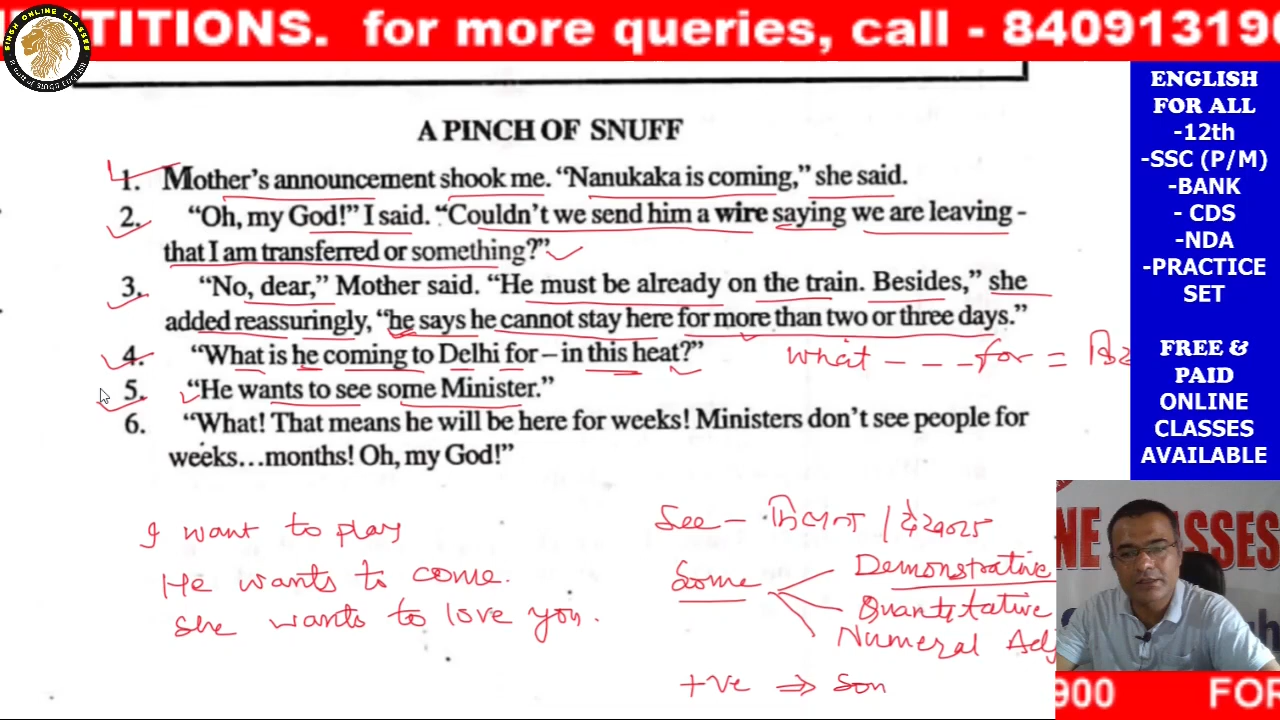 TITIONS. for more queries, call - 840913190
SINGH ONLINE CLASSES
A PINCH OF SNUFF
1. Mother's announcement shook me. “Nanukaka is coming,” she said.
2. “Oh, my God!” I said. “Couldn't we send him a wire saying we are leaving -
that I am transferred or something?”
3. “No, dear,” Mother said. “He must be already on the train. Besides,” she
added reassuringly, “he says he cannot stay here for more than two or three days.”
4. “What is he coming to Delhi for – in this heat?”
what - - - for =
5. “He wants to see some Minister.”
6. “What! That means he will be here for weeks! Ministers don't see people for
weeks...months! Oh, my God!”
I want to play
He wants to come.
She wants to love you.
See -
Some
Demonstrative
Quantitative
Numeral Adj
+ve ⇒ Som
ENGLISH
FOR ALL
-12th
-SSC (P/M)
-BANK
- CDS
-NDA
-PRACTICE
SET
FREE &
PAID
ONLINE
CLASSES
AVAILABLE
NE
ASSES
900 FOR